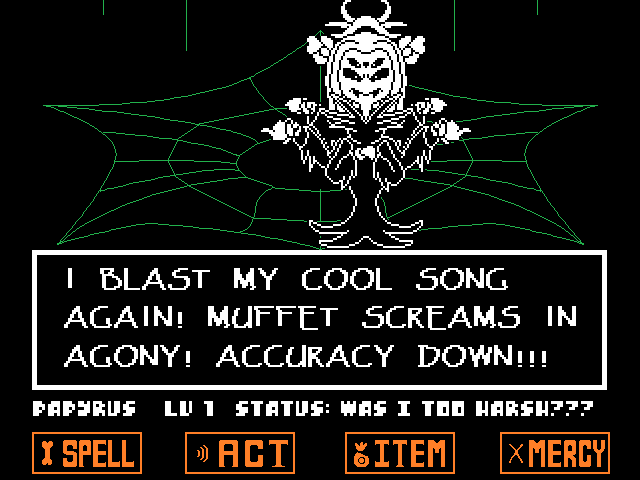 I BLAST MY COOL SONG
AGAIN! MUFFET SCREAMS IN
AGONY! ACCURACY DOWN!!!
PAPYRUS LV 1 STATUS: WAS I TOO HARSH???
SPELL ACT ITEM MERCY